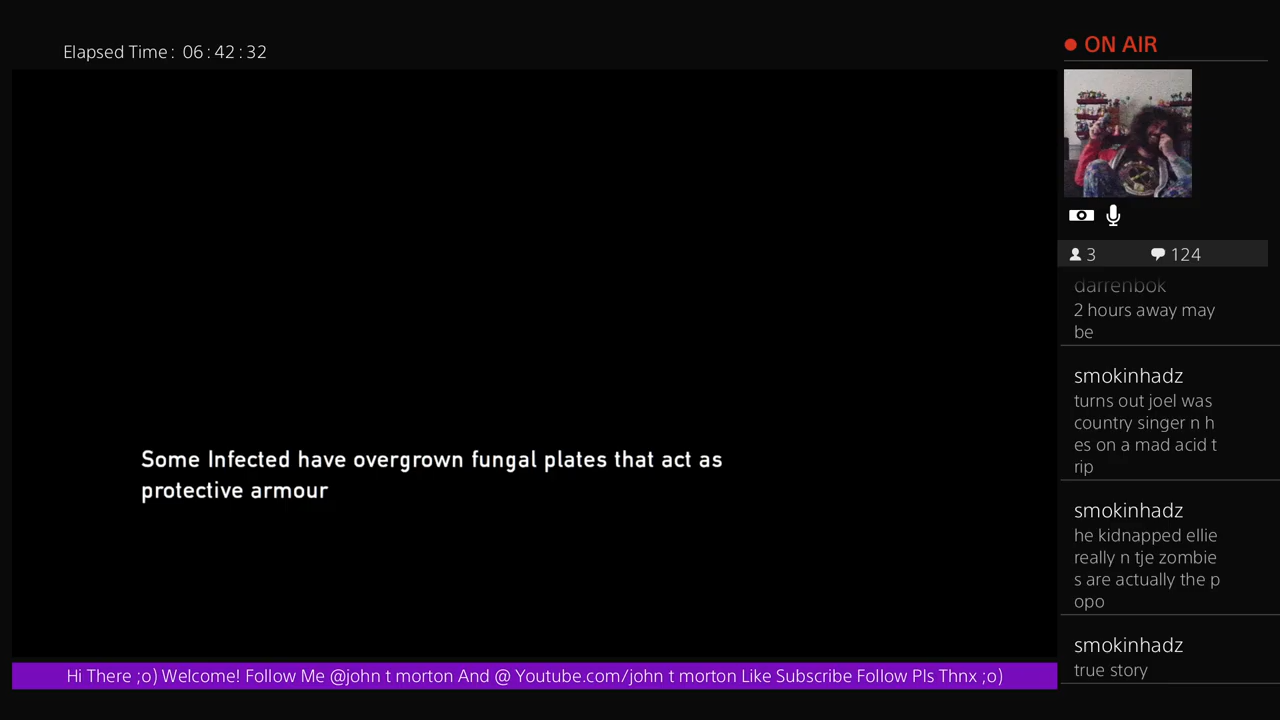 Elapsed Time: 06:42:32
ON AIR
3 124
darrenbok
2 hours away may
be
smokinhadz
turns out joel was
country singer n h
es on a mad acid t
rip
smokinhadz
he kidnapped ellie
really n tje zombie
s are actually the p
opo
smokinhadz
true story
Some Infected have overgrown fungal plates that act as
protective armour
Hi There ;o) Welcome! Follow Me @john t morton And @ Youtube.com/john t morton Like Subscribe Follow Pls Thnx ;o)